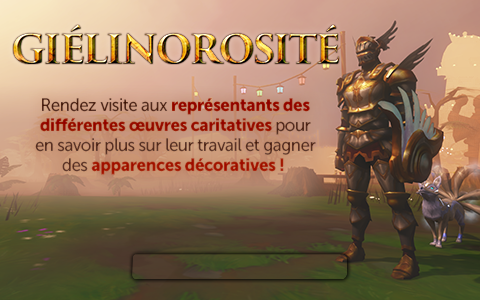 GIÉLINOROSITÉ
Rendez visite aux représentants des
différentes œuvres caritatives pour
en savoir plus sur leur travail et gagner
des apparences décoratives !